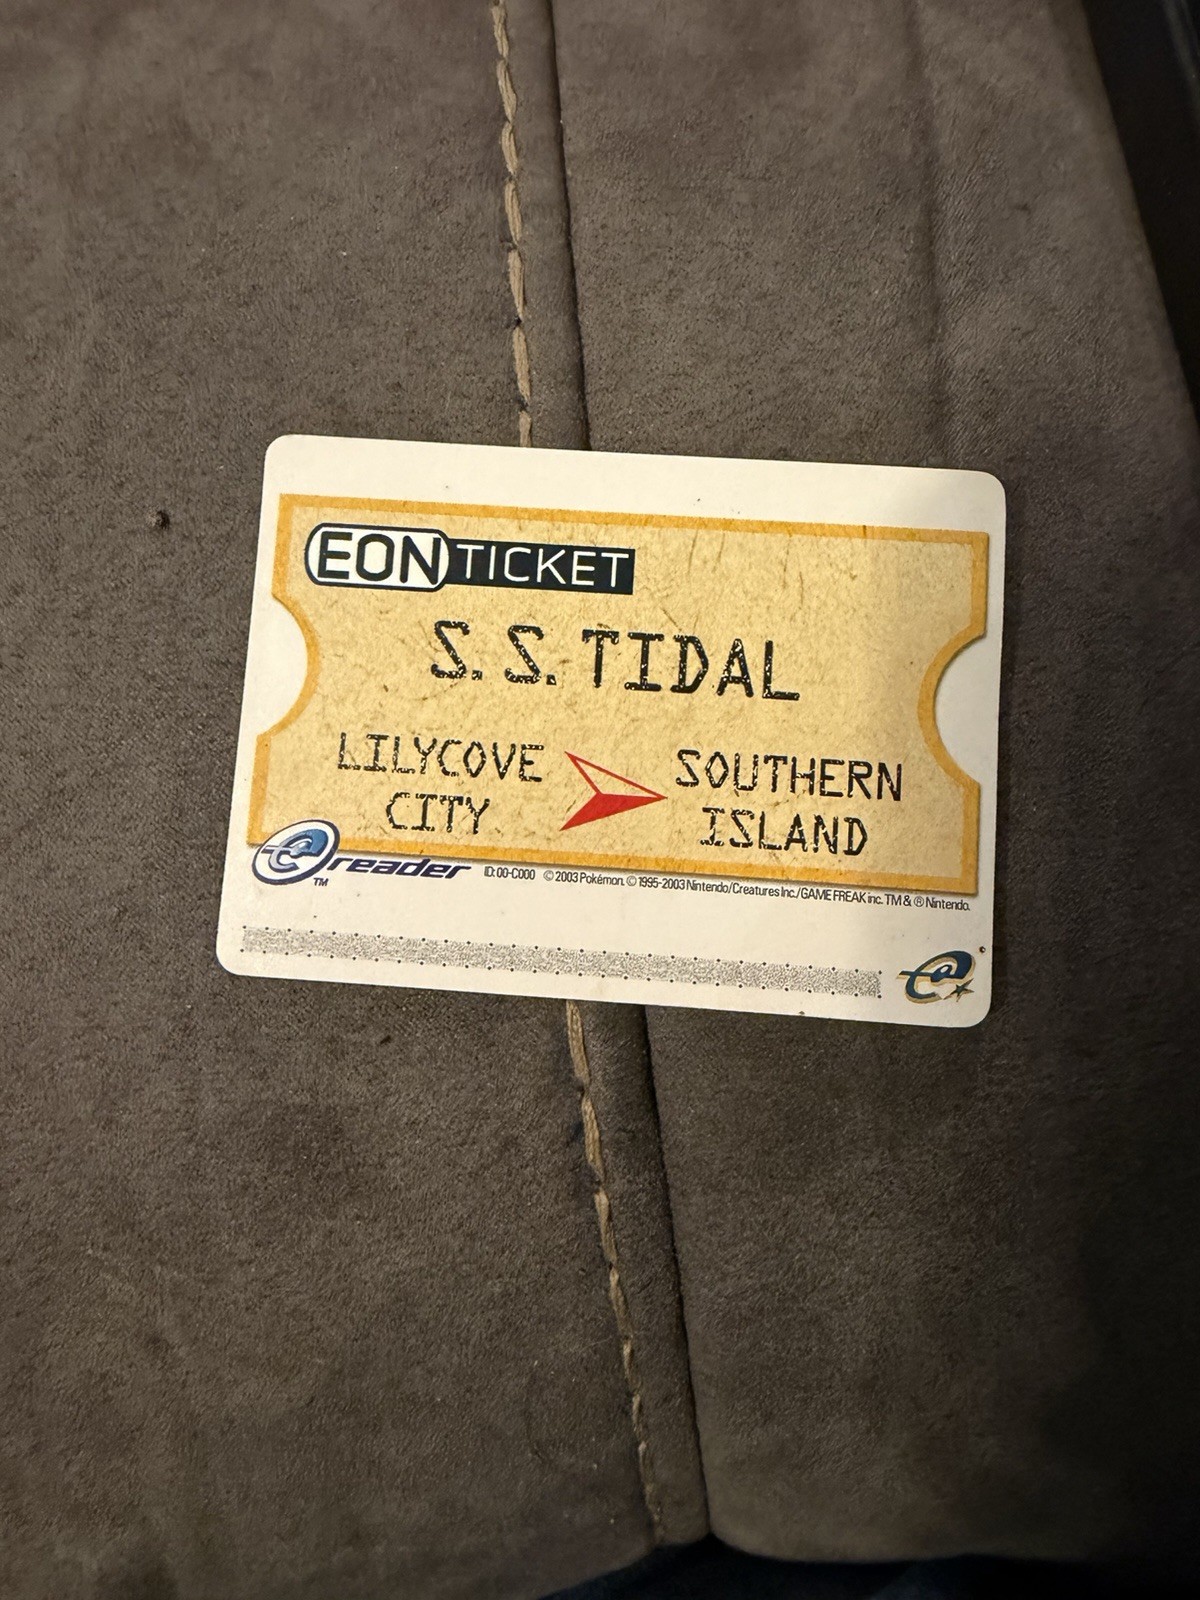 EON TICKET
S.S. TIDAL
LILYCOVE
CITY
SOUTHERN
ISLAND
e reader TM
ID: 00-C000 ©2003 Pokémon. ©1995-2003 Nintendo/Creatures Inc./GAME FREAK inc. TM & ® Nintendo.
e